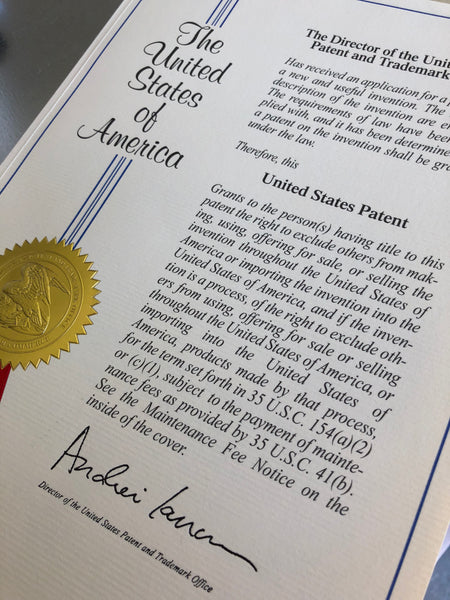 The
United
States
of
America
The Director of the Unit
Patent and Trademark
Has received an application for a p
a new and useful invention. The
description of the invention are en
The requirements of law have been
plied with, and it has been determine
a patent on the invention shall be gra
under the law.
Therefore, this
United States Patent
Grants to the person(s) having title to this
patent the right to exclude others from mak-
ing, using, offering for sale, or selling the
invention throughout the United States of
America or importing the invention into the
United States of America, and if the inven-
tion is a process, of the right to exclude oth-
ers from using, offering for sale or selling
throughout the United States of America, or
importing into the United States of
America, products made by that process,
for the term set forth in 35 U.S.C. 154(a)(2)
or (c)(1), subject to the payment of mainte-
nance fees as provided by 35 U.S.C. 41(b).
See the Maintenance Fee Notice on the
inside of the cover.
Andrei Iancu
Director of the United States Patent and Trademark Office